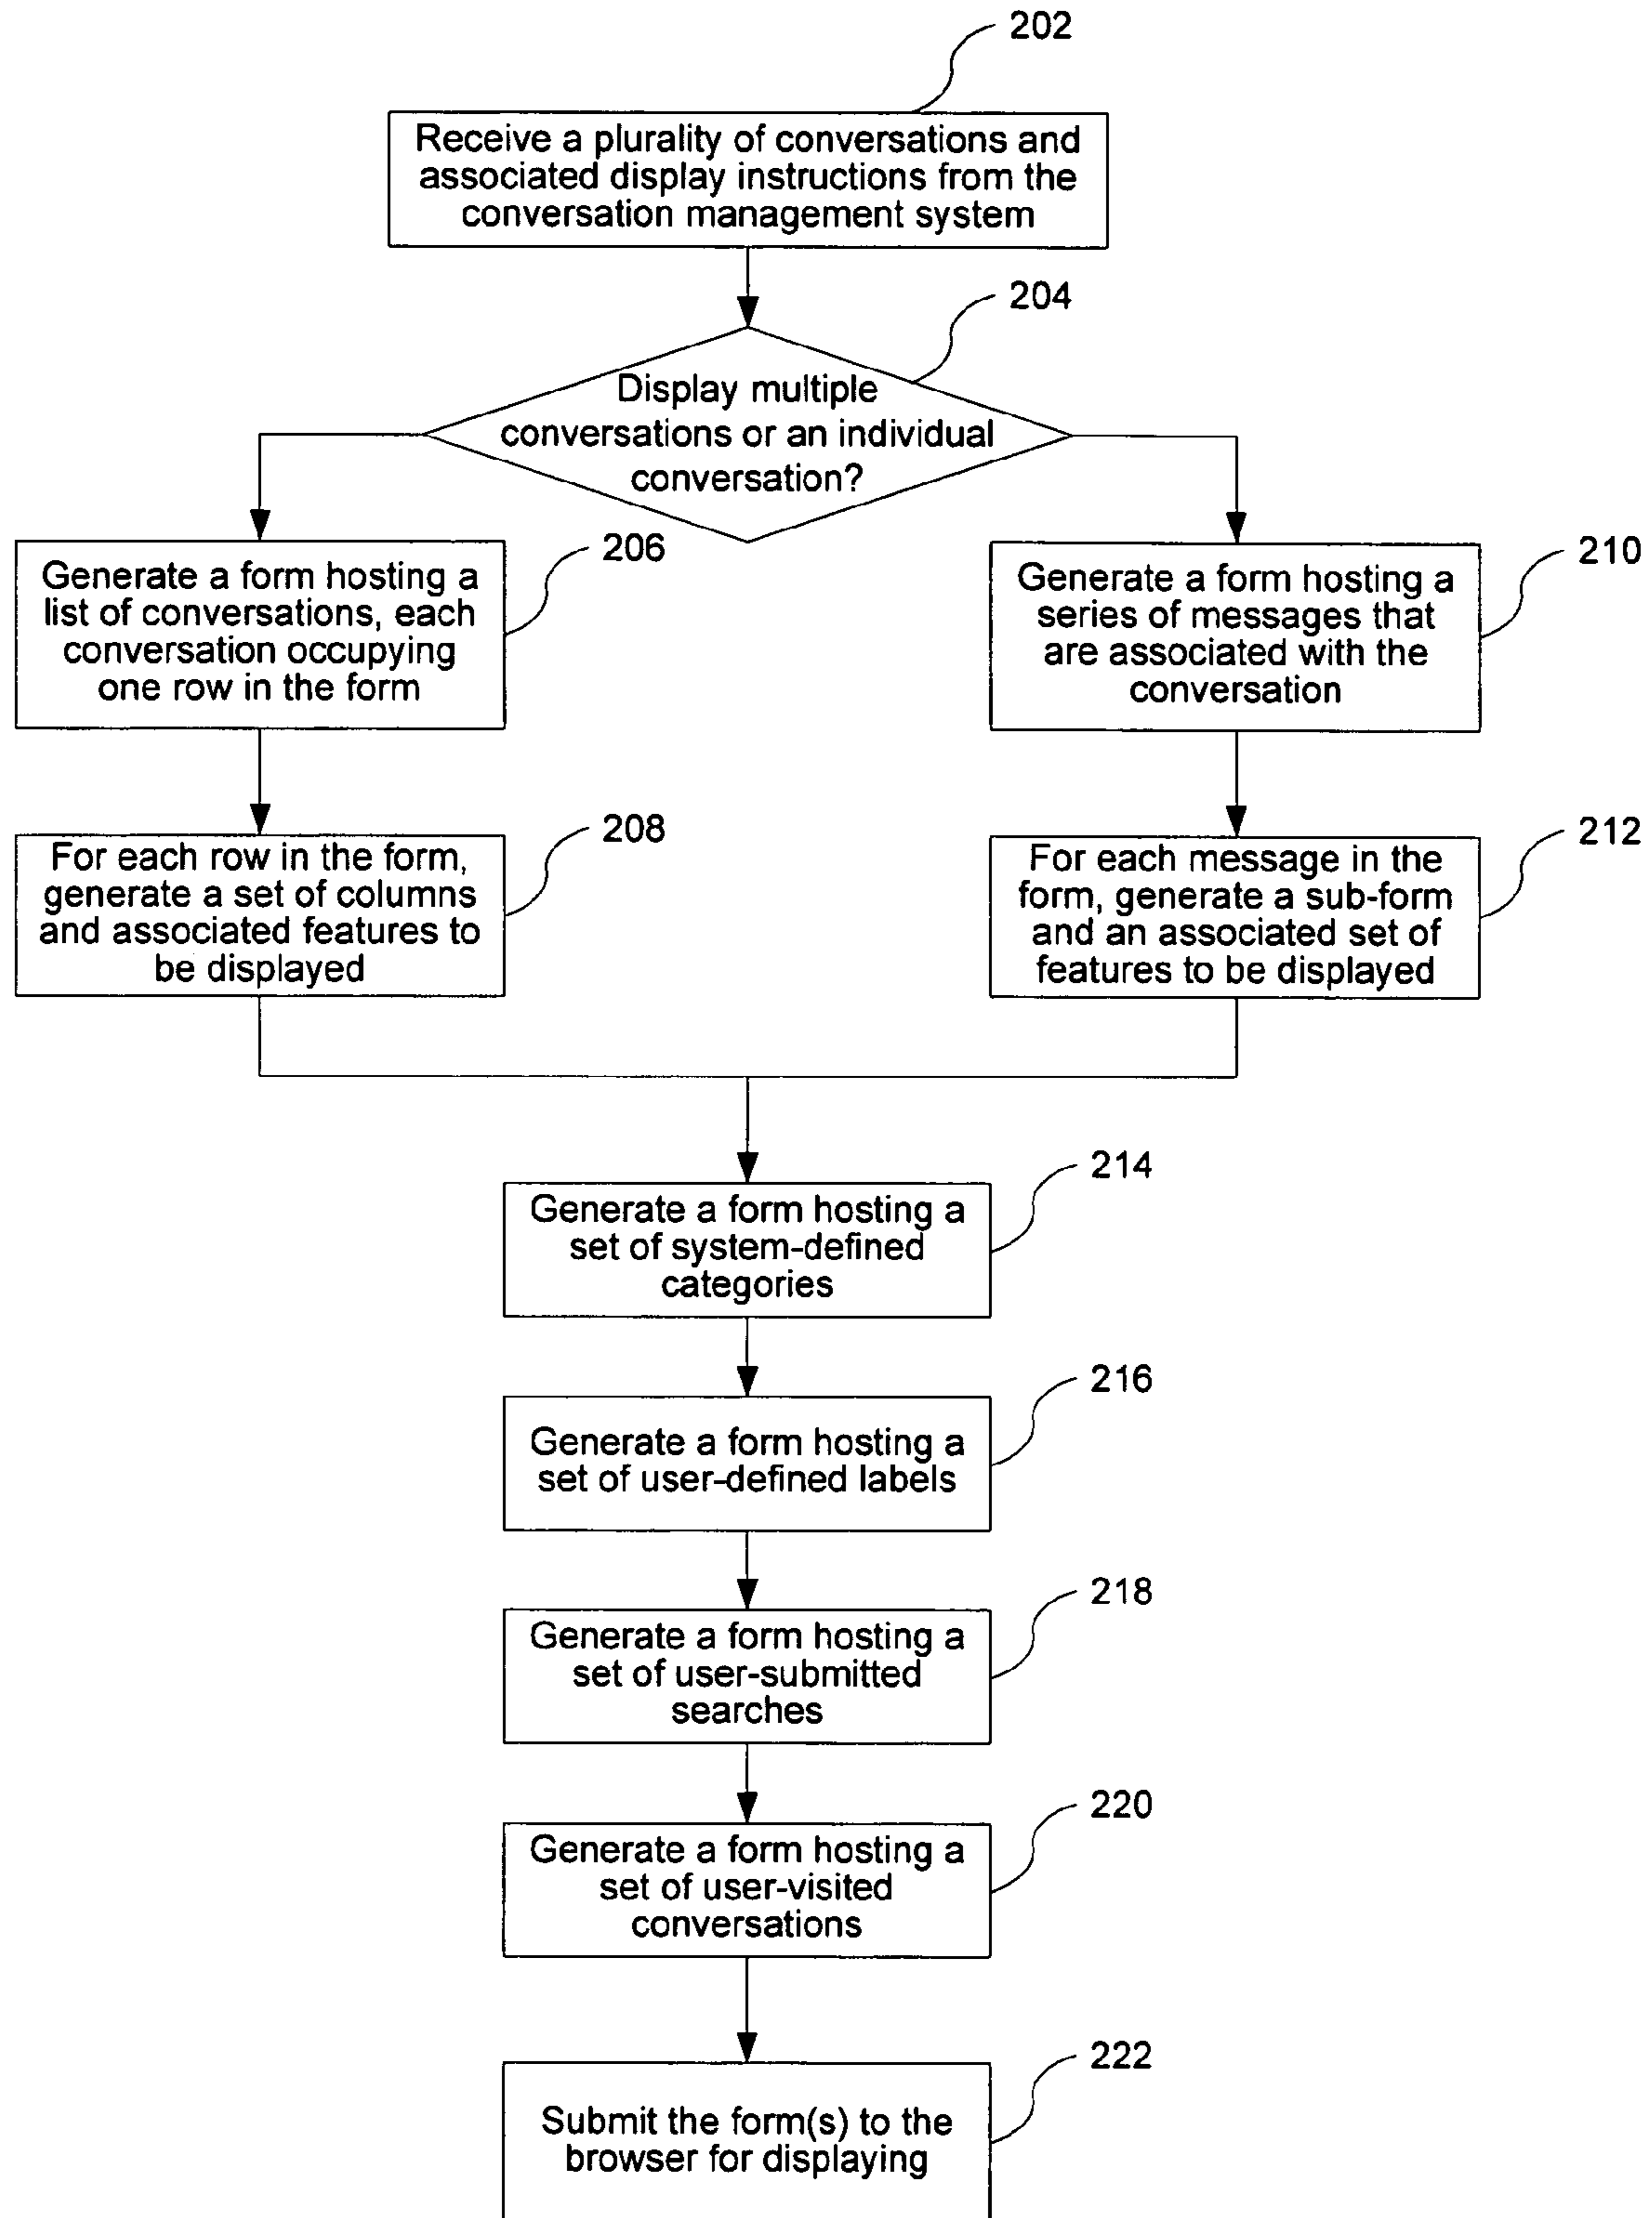 202
Receive a plurality of conversations and
associated display instructions from the
conversation management system
204
Display multiple
conversations or an individual
conversation?
206
Generate a form hosting a
list of conversations, each
conversation occupying
one row in the form
210
Generate a form hosting a
series of messages that
are associated with the
conversation
208
For each row in the form,
generate a set of columns
and associated features to
be displayed
212
For each message in the
form, generate a sub-form
and an associated set of
features to be displayed
214
Generate a form hosting a
set of system-defined
categories
216
Generate a form hosting a
set of user-defined labels
218
Generate a form hosting a
set of user-submitted
searches
220
Generate a form hosting a
set of user-visited
conversations
222
Submit the form(s) to the
browser for displaying